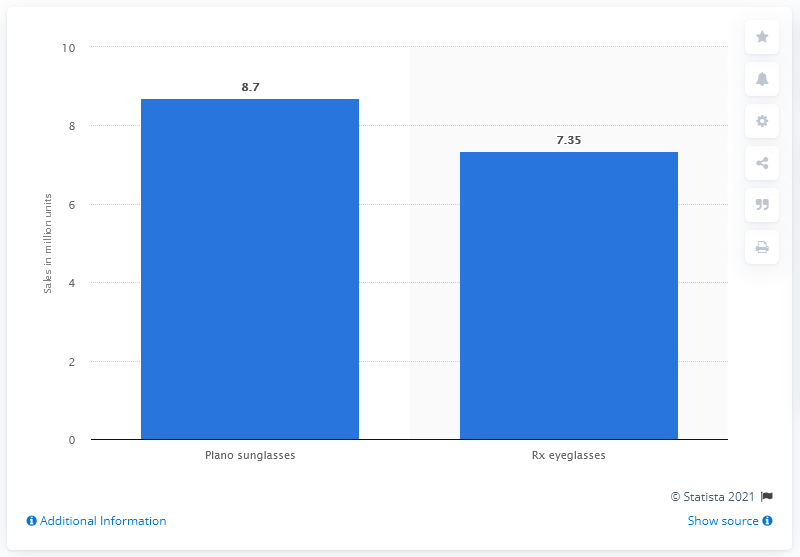 10
8.7
8
7.35
6
Sales in million units
4
2
0
Plano sunglasses
Rx eyeglasses
© Statista 2021
Additional Information
Show source